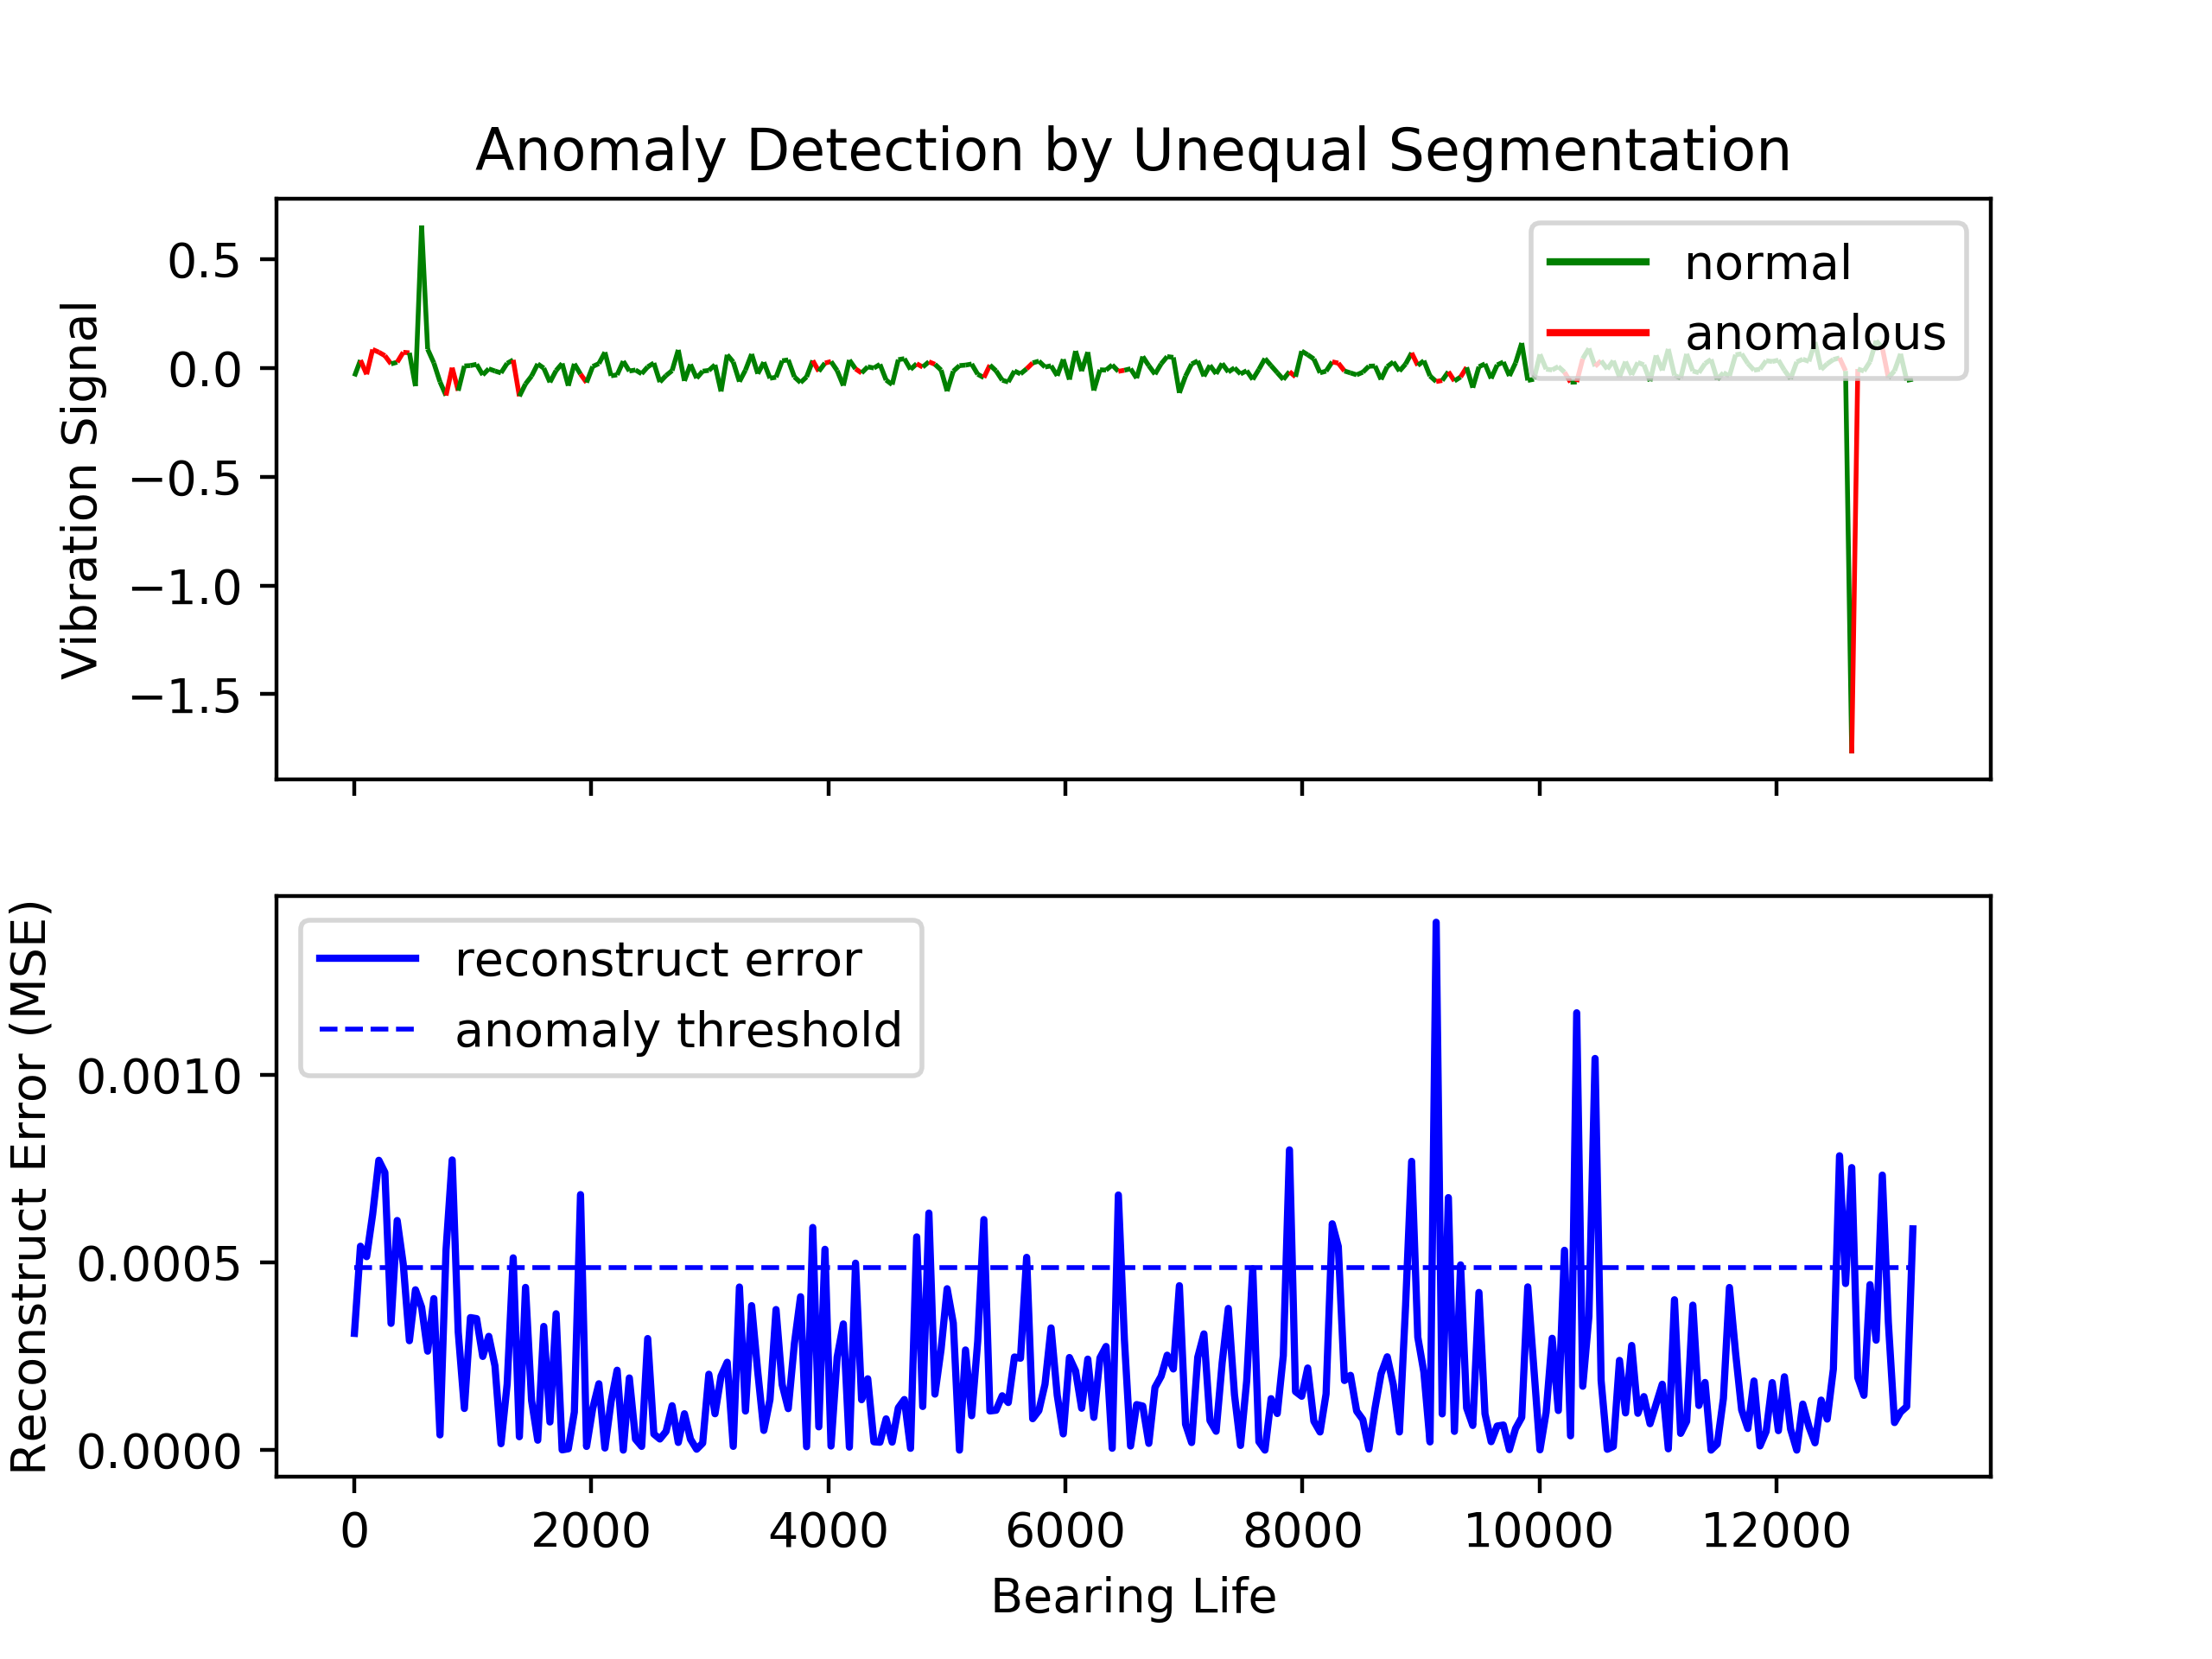 Anomaly Detection by Unequal Segmentation
Vibration Signal
0.5
0.0
−0.5
−1.0
−1.5
normal
anomalous
Reconstruct Error (MSE)
0.0010
0.0005
0.0000
reconstruct error
anomaly threshold
0 2000 4000 6000 8000 10000 12000
Bearing Life